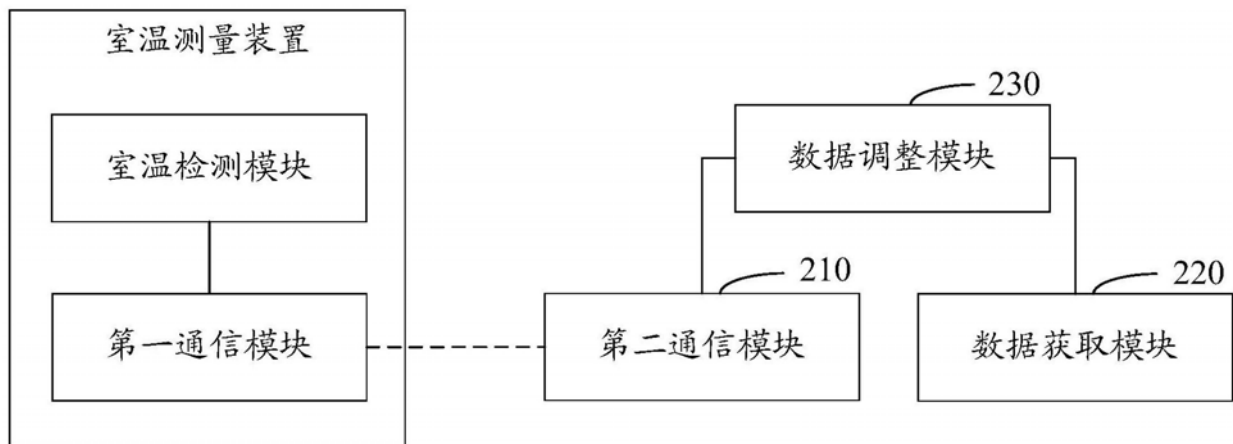 室温测量装置
230
室温检测模块
数据调整模块
210
220
第一通信模块
第二通信模块
数据获取模块